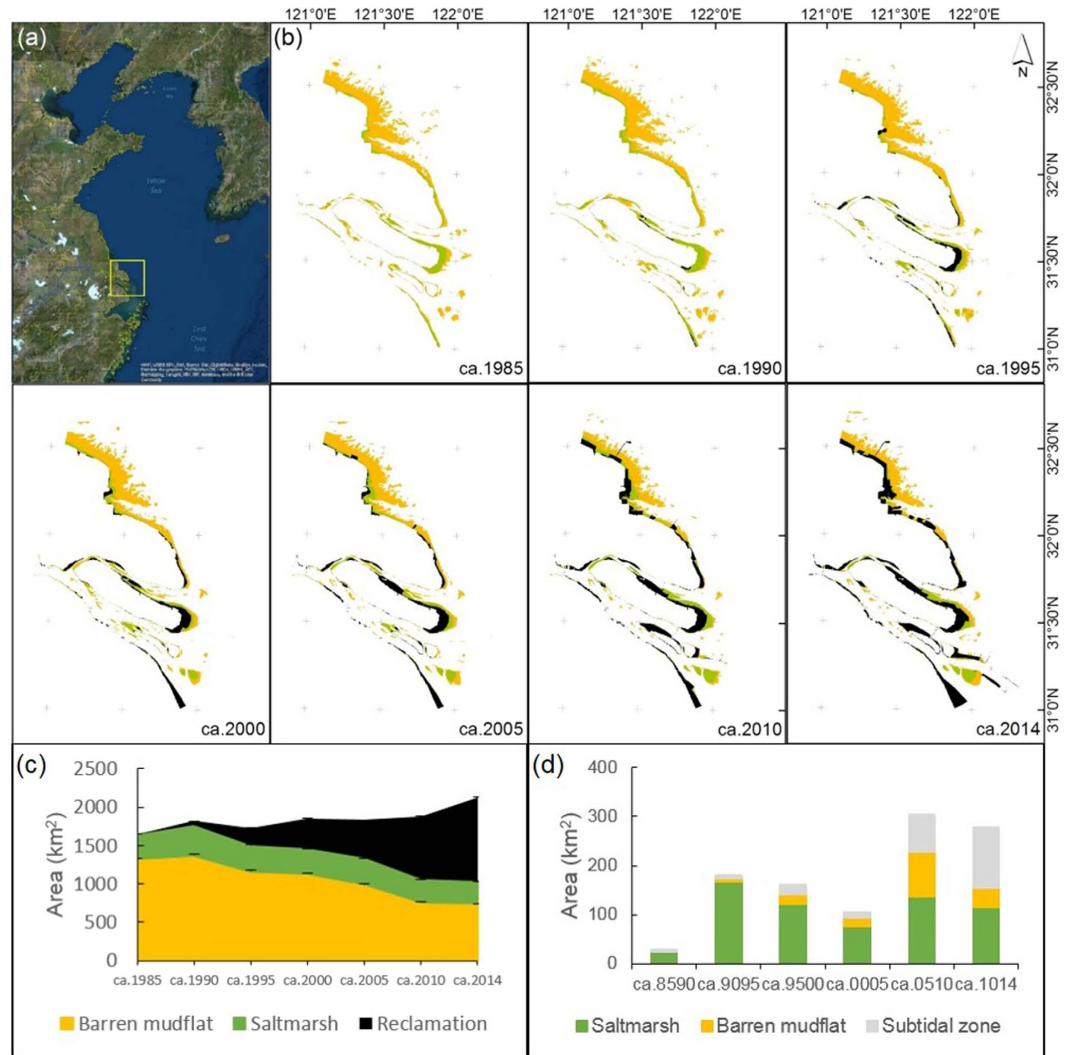 121°0'E 121°30'E 122°0'E 121°0'E 121°30'E 122°0'E 121°0'E 121°30'E 122°0'E
(a)
(b)
N
32°30'N
32°0'N
31°30'N
31°0'N
Yellow
Sea
East
China
Sea
ca.1985
ca.1990
ca.1995
32°30'N
32°0'N
31°30'N
31°0'N
ca.2000
ca.2005
ca.2010
ca.2014
(c)
Area (km²)
2500
2000
1500
1000
500
0
ca.1985 ca.1990 ca.1995 ca.2000 ca.2005 ca.2010 ca.2014
Barren mudflat Saltmarsh Reclamation
(d)
Area (km²)
400
300
200
100
0
ca.8590 ca.9095 ca.9500 ca.0005 ca.0510 ca.1014
Saltmarsh Barren mudflat Subtidal zone